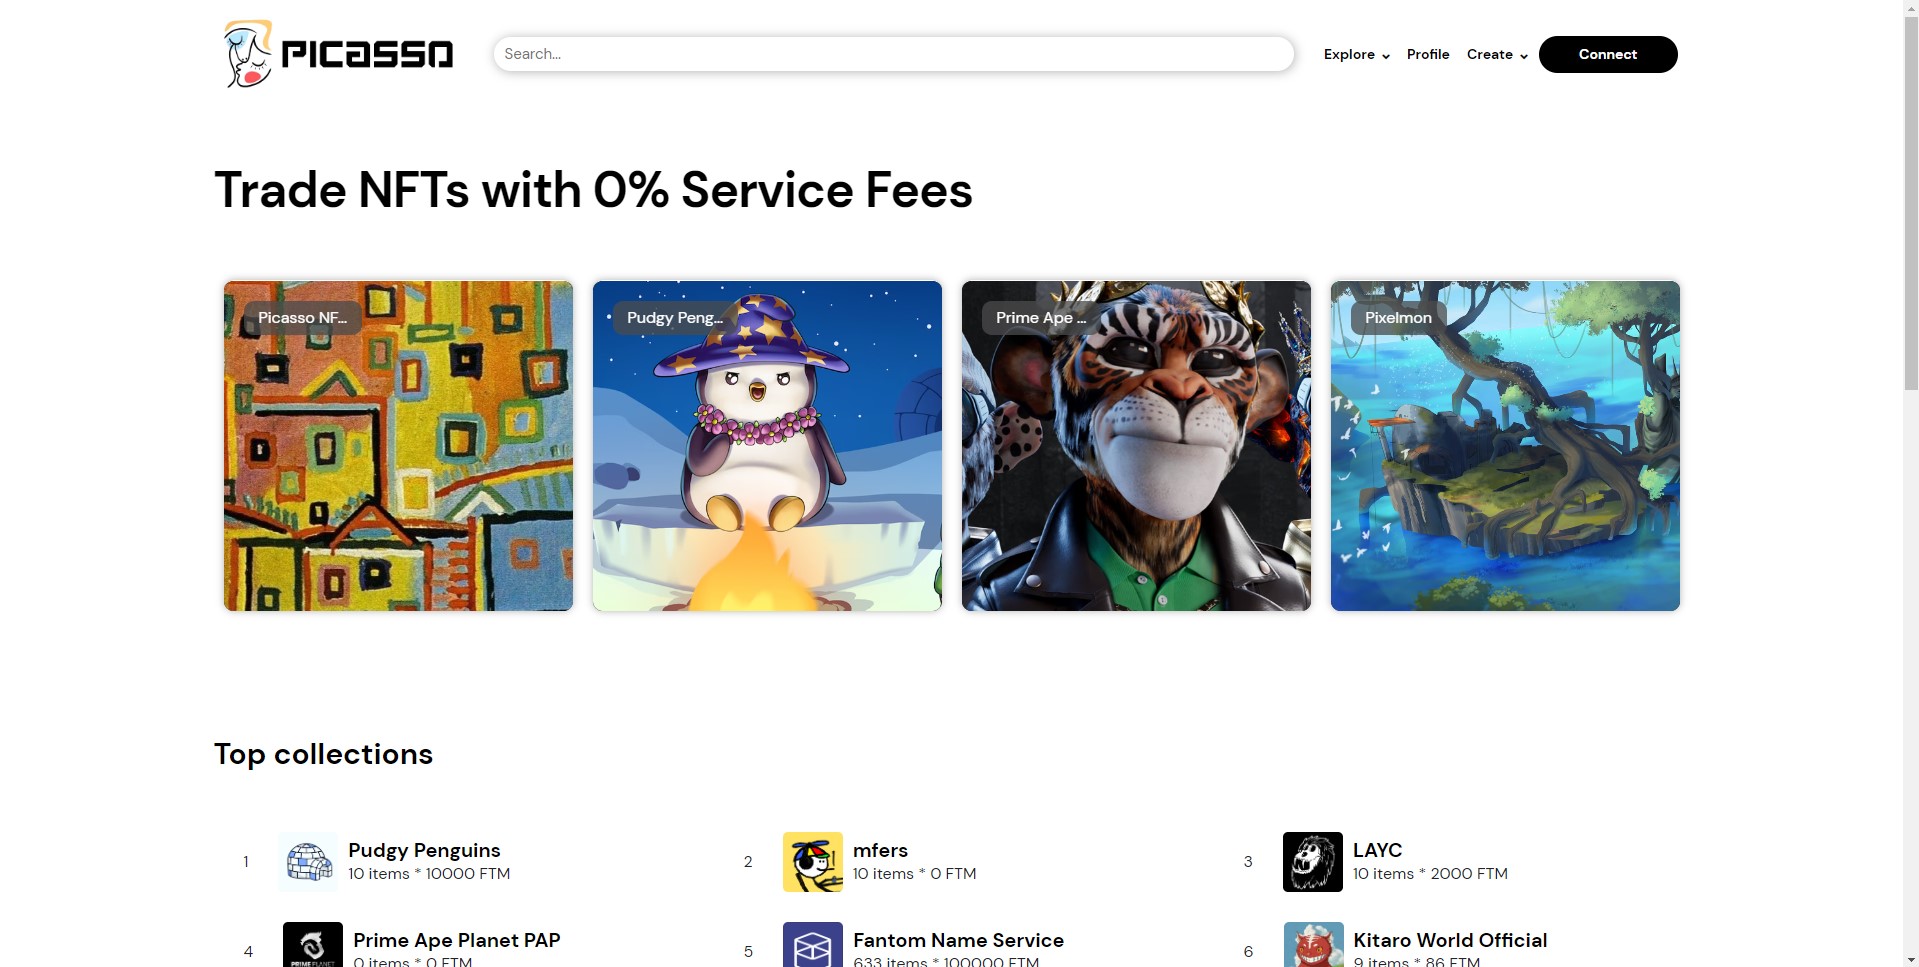 PICASSO
Search...
Explore
Profile
Create
Connect
Trade NFTs with 0% Service Fees
Picasso NF...
Pudgy Peng...
Prime Ape ...
Pixelmon
Top collections
1
Pudgy Penguins
10 items * 10000 FTM
2
mfers
10 items * 0 FTM
3
LAYC
10 items * 2000 FTM
4
PRIME PLANET
Prime Ape Planet PAP
0 items * 0 FTM
5
Fantom Name Service
633 items * 100000 FTM
6
Kitaro World Official
9 items * 86 FTM